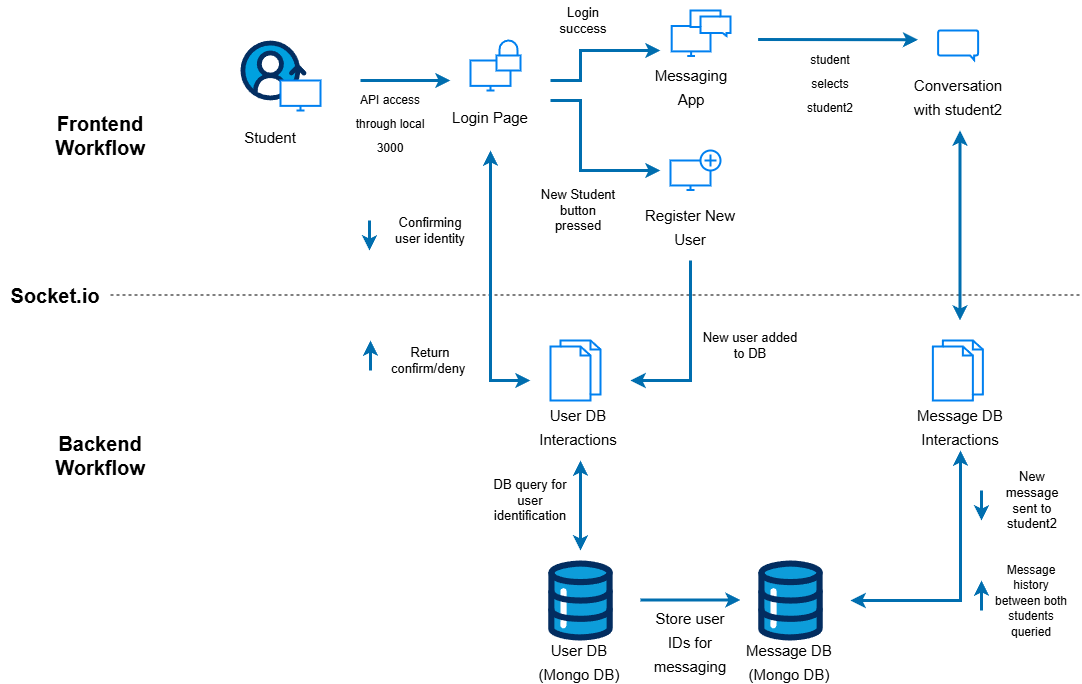 Login
success
Messaging
App
student
selects
student2
Conversation
with student2
Frontend
Workflow
Student
API access
through local
3000
Login Page
New Student
button
pressed
Register New
User
Confirming
user identity
Socket.io
Return
confirm/deny
New user added
to DB
User DB
Interactions
Message DB
Interactions
Backend
Workflow
DB query for
user
identification
New
message
sent to
student2
Message
history
between both
students
queried
Store user
IDs for
messaging
User DB
(Mongo DB)
Message DB
(Mongo DB)